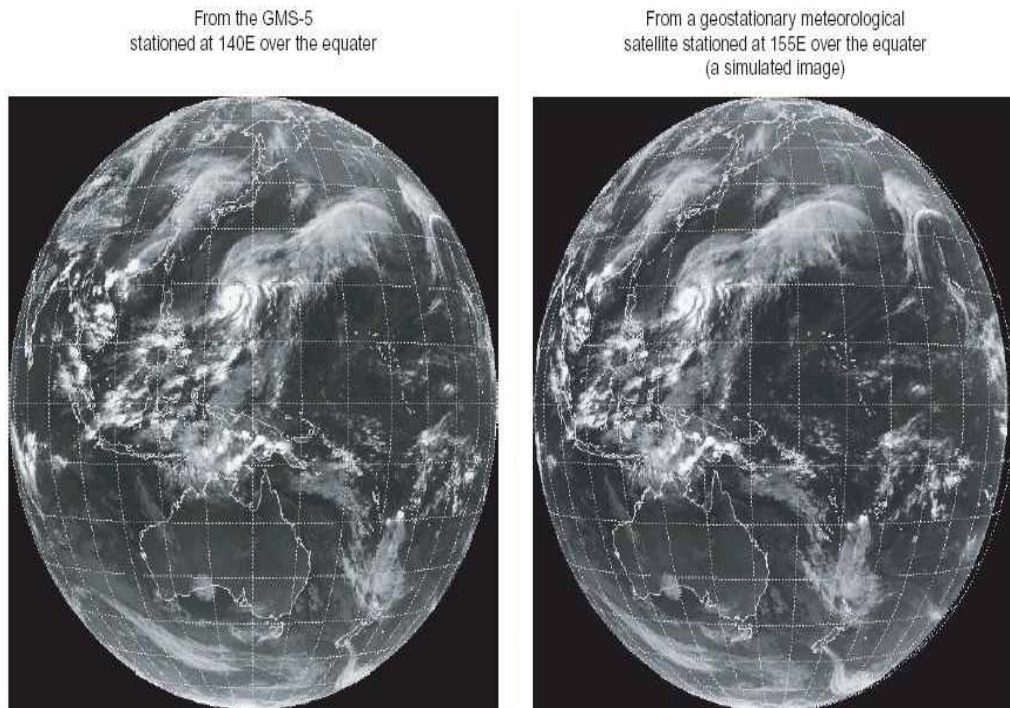 From the GMS-5
stationed at 140E over the equater
From a geostationary meteorological
satellite stationed at 155E over the equater
(a simulated image)